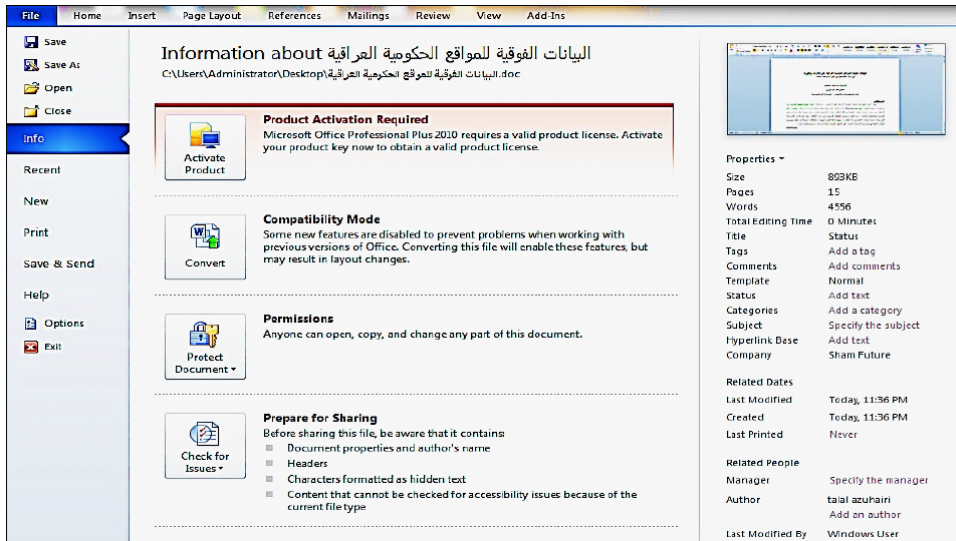 File Home Insert Page Layout References Mailings Review View Add-Ins
Save
Save As
Open
Close
Info
Recent
New
Print
Save & Send
Help
Options
Exit
Information about البيانات الفوقية للمواقع الحكومية العراقية
C:\Users\Administrator\Desktop\البيانات الفوقية للمواقع الحكومية العراقية.doc
Activate
Product
Product Activation Required
Microsoft Office Professional Plus 2010 requires a valid product license. Activate
your product key now to obtain a valid product license.
Convert
Compatibility Mode
Some new features are disabled to prevent problems when working with
previous versions of Office. Converting this file will enable these features, but
may result in layout changes.
Protect
Document
Permissions
Anyone can open, copy, and change any part of this document.
Check for
Issues
Prepare for Sharing
Before sharing this file, be aware that it contains:
Document properties and author's name
Headers
Characters formatted as hidden text
Content that cannot be checked for accessibility issues because of the
current file type
Properties
Size 893KB
Pages 15
Words 4556
Total Editing Time 0 Minutes
Title Status
Tags Add a tag
Comments Add comments
Template Normal
Status Add text
Categories Add a category
Subject Specify the subject
Hyperlink Base Add text
Company Sham Future
Related Dates
Last Modified Today, 11:36 PM
Created Today, 11:36 PM
Last Printed Never
Related People
Manager Specify the manager
Author talal azuhairi
Add an author
Last Modified By Windows User